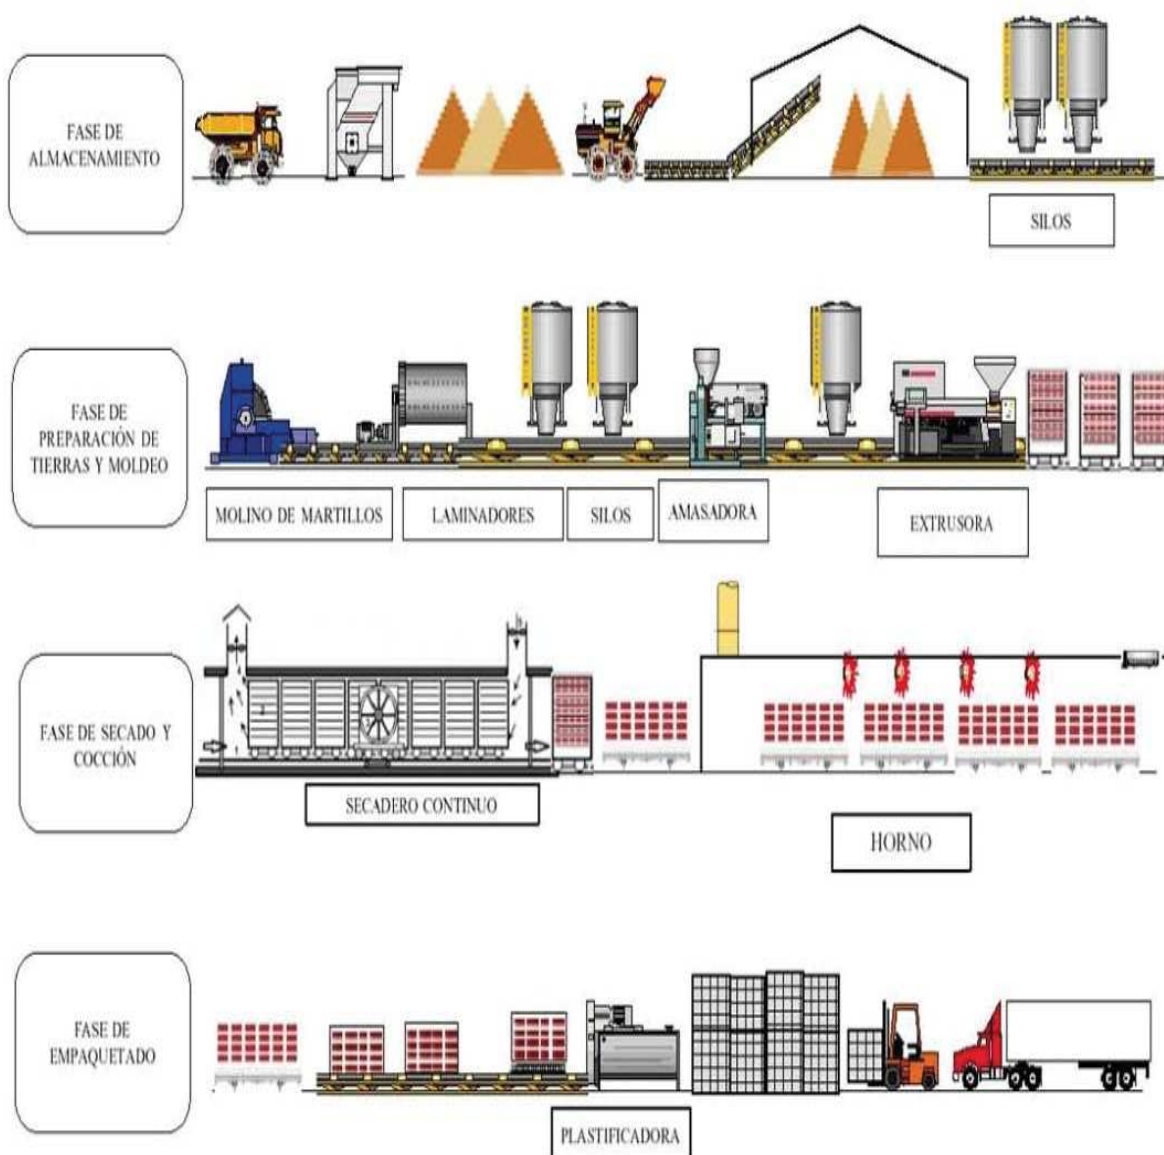 FASE DE
ALMACENAMIENTO
SILOS
FASE DE
PREPARACIÓN DE
TIERRAS Y MOLDEO
MOLINO DE MARTILLOS
LAMINADORES
SILOS
AMASADORA
EXTRUSORA
FASE DE SECADO Y
COCCIÓN
SECADERO CONTINUO
HORNO
FASE DE
EMPAQUETADO
PLASTIFICADORA